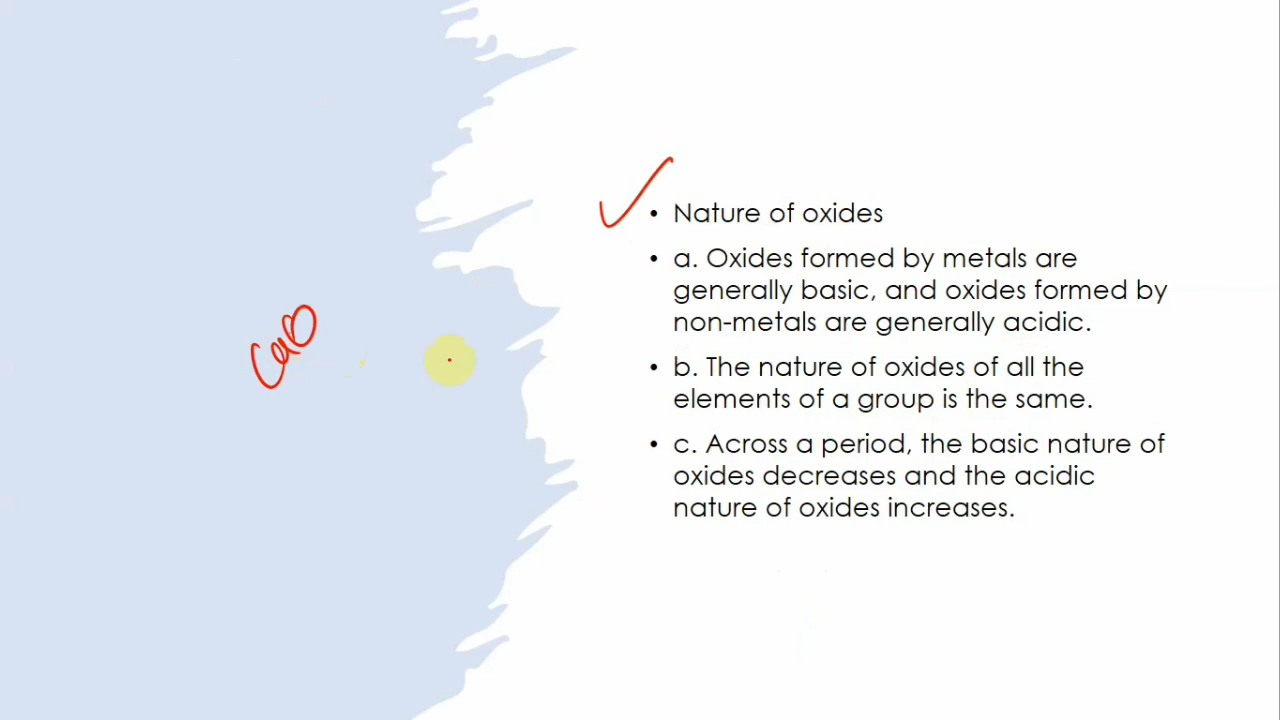 CaO
• Nature of oxides
• a. Oxides formed by metals are
generally basic, and oxides formed by
non-metals are generally acidic.
• b. The nature of oxides of all the
elements of a group is the same.
• c. Across a period, the basic nature of
oxides decreases and the acidic
nature of oxides increases.